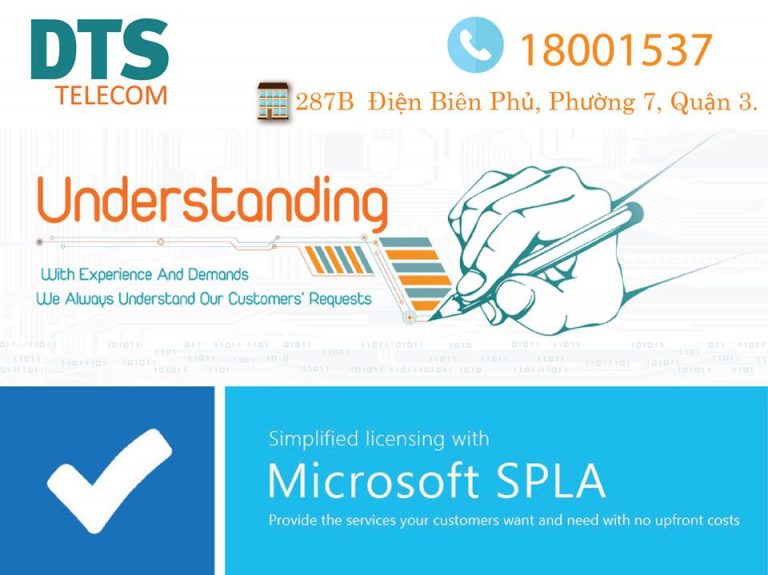 DTS
TELECOM
18001537
287B Điện Biên Phủ, Phường 7, Quận 3.
Understanding
With Experience And Demands
We Always Understand Our Customers' Requests
Simplified licensing with
Microsoft SPLA
Provide the services your customers want and need with no upfront costs